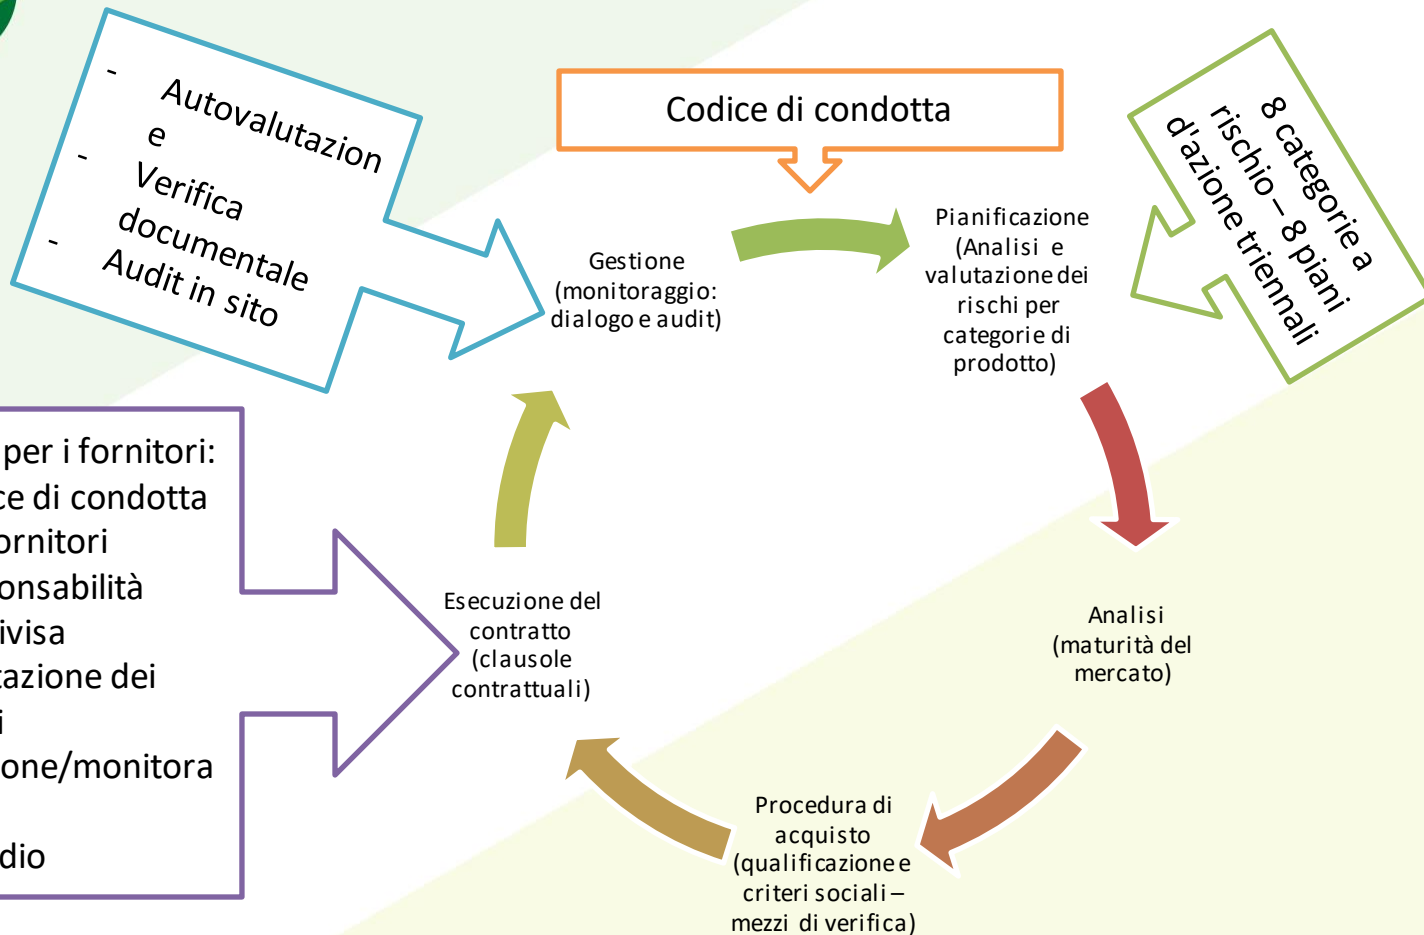 - Autovalutazion
e
- Verifica
documentale
- Audit in sito
Codice di condotta
8 categorie a
rischio – 8 piani
d'azione triennali
Pianificazione
(Analisi e
valutazione dei
rischi per
categorie di
prodotto)
Gestione
(monitoraggio:
dialogo e audit)
per i fornitori:
ce di condotta
ornitori
onsabilità
ivisa
tazione dei
i
one/monitora
dio
Esecuzione del
contratto
(clausole
contrattuali)
Analisi
(maturità del
mercato)
Procedura di
acquisto
(qualificazione e
criteri sociali –
mezzi di verifica)